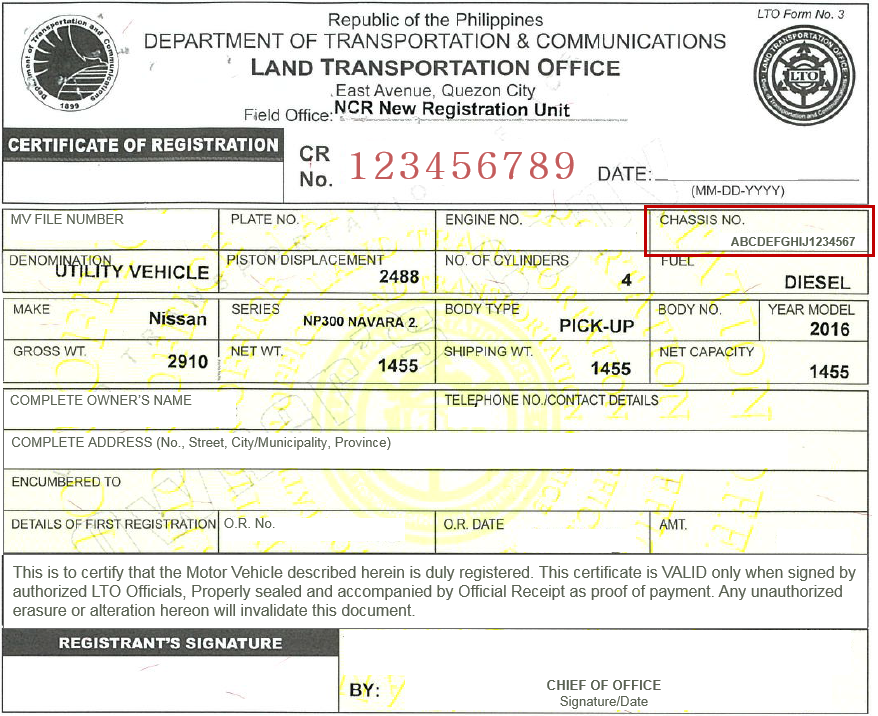 LTO Form No. 3
Republic of the Philippines
DEPARTMENT OF TRANSPORTATION & COMMUNICATIONS
LAND TRANSPORTATION OFFICE
East Avenue, Quezon City
Field Office: NCR New Registration Unit
Department of Transportation and Communications
1899
LAND TRANSPORTATION OFFICE
LTO
CERTIFICATE OF REGISTRATION
CR No. 123456789 DATE:
(MM-DD-YYYY)
MV FILE NUMBER PLATE NO. ENGINE NO. CHASSIS NO.
ABCDEFGHIJ1234567
DENOMINATION PISTON DISPLACEMENT NO. OF CYLINDERS FUEL
UTILITY VEHICLE 2488 4 DIESEL
MAKE SERIES BODY TYPE BODY NO. YEAR MODEL
Nissan NP300 NAVARA 2. PICK-UP 2016
GROSS WT. NET WT. SHIPPING WT. NET CAPACITY
2910 1455 1455 1455
COMPLETE OWNER'S NAME TELEPHONE NO./CONTACT DETAILS
COMPLETE ADDRESS (No., Street, City/Municipality, Province)
ENCUMBERED TO
DETAILS OF FIRST REGISTRATION O.R. No. O.R. DATE AMT.
This is to certify that the Motor Vehicle described herein is duly registered. This certificate is VALID only when signed by
authorized LTO Officials, Properly sealed and accompanied by Official Receipt as proof of payment. Any unauthorized
erasure or alteration hereon will invalidate this document.
REGISTRANT'S SIGNATURE
BY: CHIEF OF OFFICE
Signature/Date